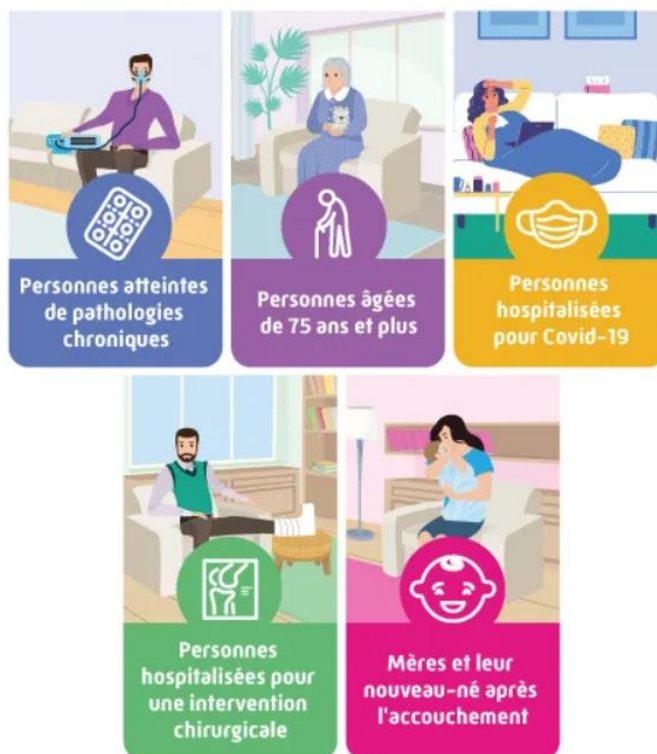 Personnes atteintes
de pathologies
chroniques
Personnes âgées
de 75 ans et plus
Personnes
hospitalisées
pour Covid-19
Personnes
hospitalisées pour
une intervention
chirurgicale
Mères et leur
nouveau-né après
l'accouchement